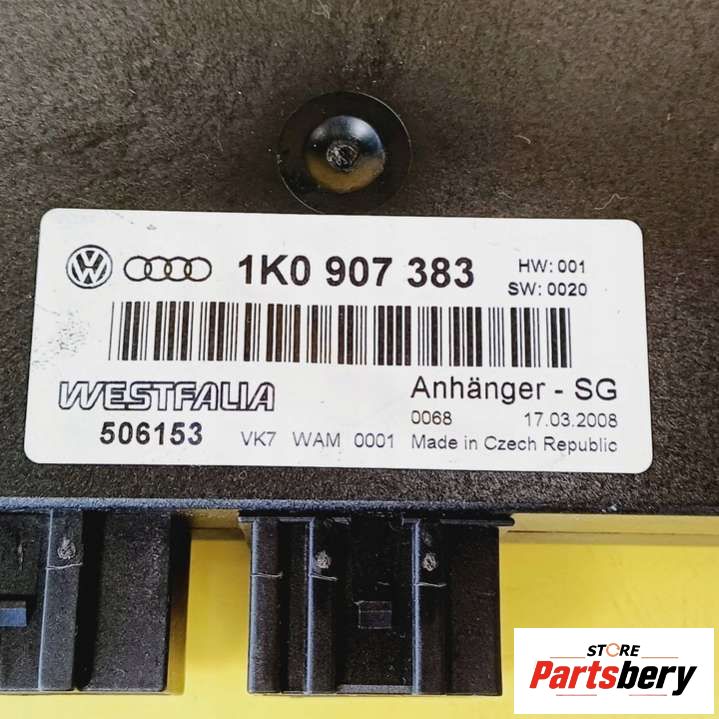 1K0 907 383 HW: 001
SW: 0020
WESTFALIA Anhänger - SG
506153 VK7 WAM 0001 0068 17.03.2008
Made in Czech Republic
STORE
Partsbery